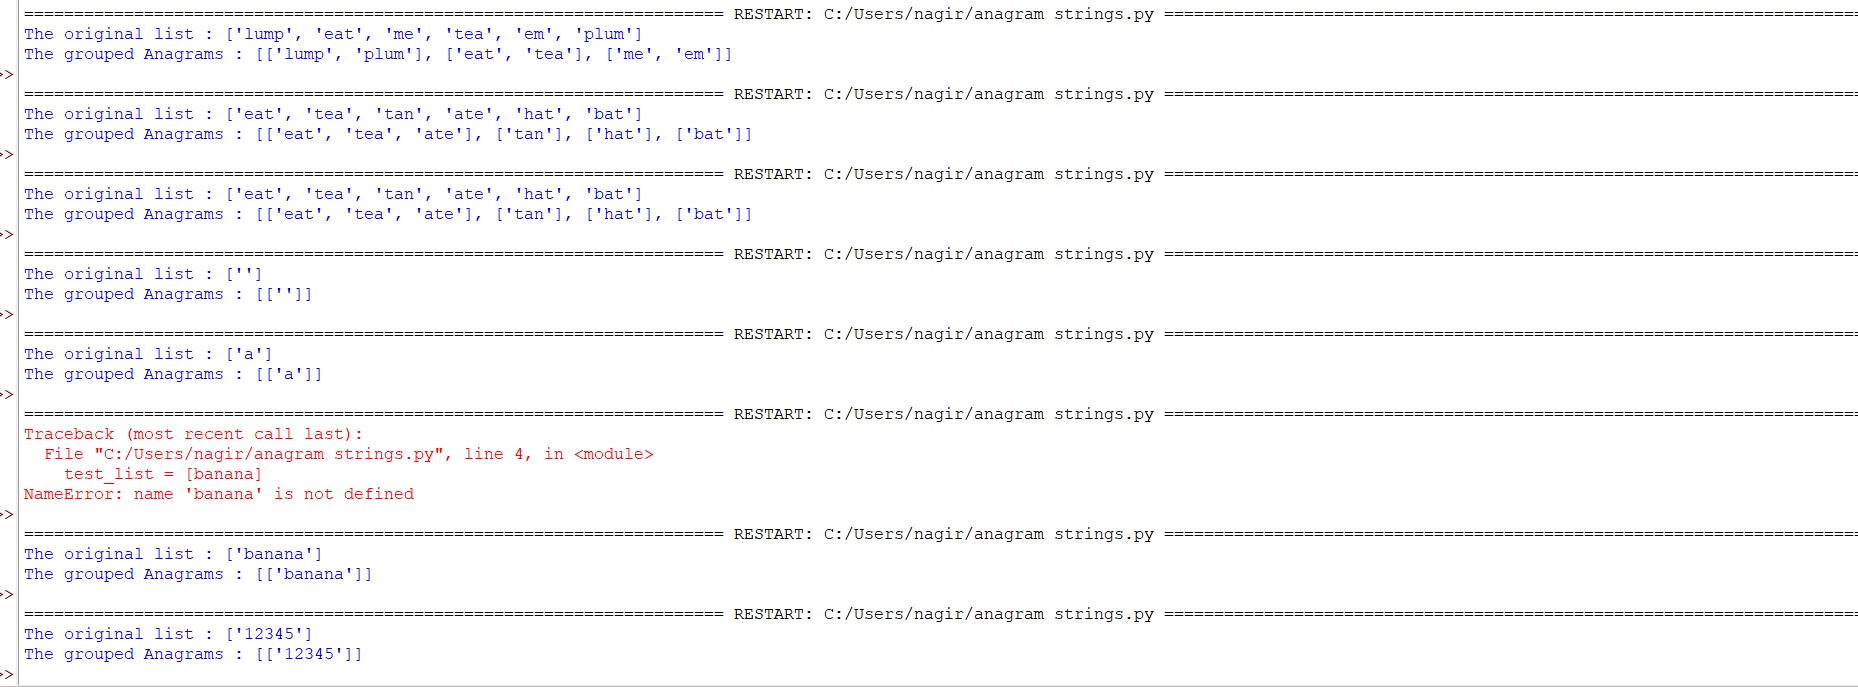 ======================================================================= RESTART: C:/Users/nagir/anagram strings.py ======================================================================
The original list : ['lump', 'eat', 'me', 'tea', 'em', 'plum']
The grouped Anagrams : [['lump', 'plum'], ['eat', 'tea'], ['me', 'em']]
>>
====================================================================== RESTART: C:/Users/nagir/anagram strings.py ======================================================================
The original list : ['eat', 'tea', 'tan', 'ate', 'hat', 'bat']
The grouped Anagrams : [['eat', 'tea', 'ate'], ['tan'], ['hat'], ['bat']]
>>
====================================================================== RESTART: C:/Users/nagir/anagram strings.py ======================================================================
The original list : ['eat', 'tea', 'tan', 'ate', 'hat', 'bat']
The grouped Anagrams : [['eat', 'tea', 'ate'], ['tan'], ['hat'], ['bat']]
>>
====================================================================== RESTART: C:/Users/nagir/anagram strings.py ======================================================================
The original list : ['']
The grouped Anagrams : [['']]
>>
====================================================================== RESTART: C:/Users/nagir/anagram strings.py ======================================================================
The original list : ['a']
The grouped Anagrams : [['a']]
>>
====================================================================== RESTART: C:/Users/nagir/anagram strings.py ======================================================================
Traceback (most recent call last):
  File "C:/Users/nagir/anagram strings.py", line 4, in <module>
    test_list = [banana]
NameError: name 'banana' is not defined
>>
====================================================================== RESTART: C:/Users/nagir/anagram strings.py ======================================================================
The original list : ['banana']
The grouped Anagrams : [['banana']]
>>
====================================================================== RESTART: C:/Users/nagir/anagram strings.py ======================================================================
The original list : ['12345']
The grouped Anagrams : [['12345']]
>>